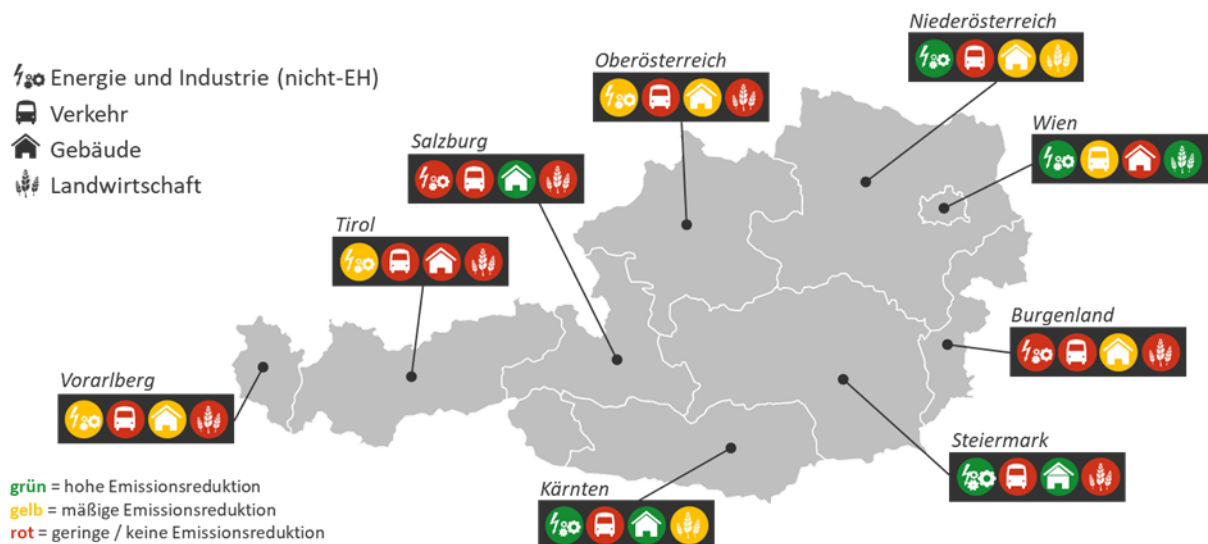 Energie und Industrie (nicht-EH)
Verkehr
Gebäude
Landwirtschaft
Niederösterreich
Oberösterreich
Wien
Salzburg
Tirol
Burgenland
Vorarlberg
Steiermark
Kärnten
grün = hohe Emissionsreduktion
gelb = mäßige Emissionsreduktion
rot = geringe / keine Emissionsreduktion